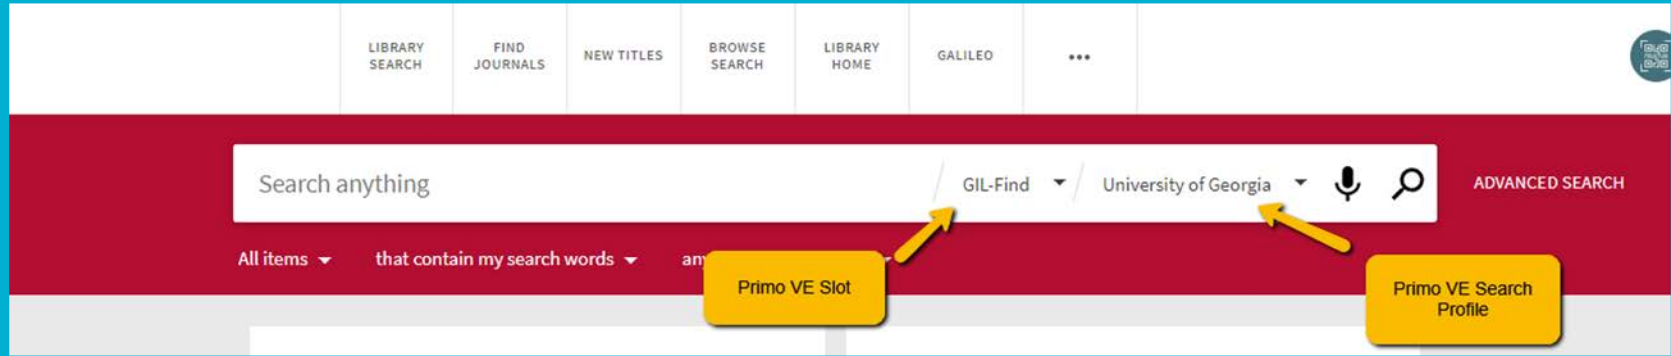 LIBRARY
SEARCH
FIND
JOURNALS
NEW TITLES
BROWSE
SEARCH
LIBRARY
HOME
GALILEO
•••
Search anything
GIL-Find
University of Georgia
ADVANCED SEARCH
All items
that contain my search words
Primo VE Slot
Primo VE Search
Profile